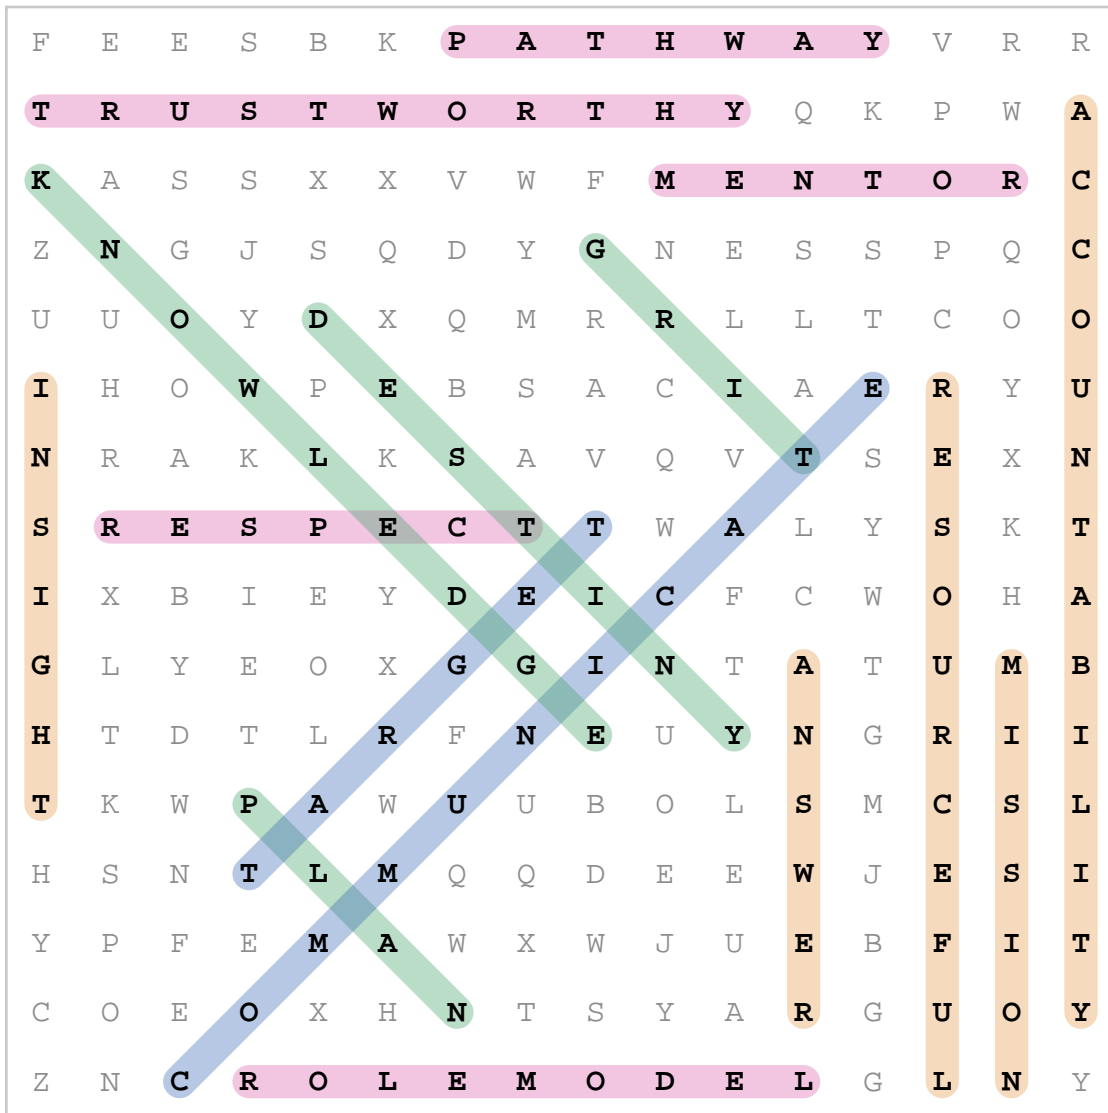 F E E S B K P A T H W A Y V R R
T R U S T W O R T H Y Q K P W A
K A S S X X V W F M E N T O R C
Z N G J S Q D Y G N E S S P Q C
U U O Y D X Q M R R L L T C O O
I H O W P E B S A C I A E R Y U
N R A K L K S A V Q V T S E X N
S R E S P E C T T W A L Y S K T
I X B I E Y D E I C F C W O H A
G L Y E O X G G I N T A T U M B
H T D T L R F N E U Y N G R I I
T K W P A W U U B O L S M C S L
H S N T L M Q Q D E E W J E S I
Y P F E M A W X W J U E B F I T
C O E O X H N T S Y A R G U O Y
Z N C R O L E M O D E L G L N Y